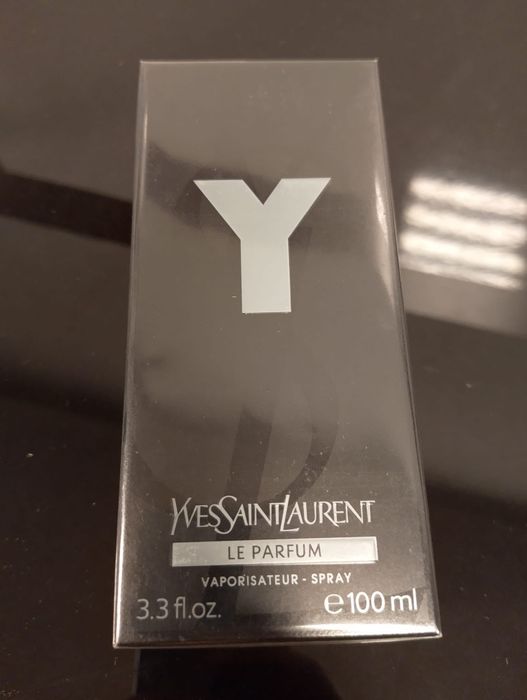 Y
YVESSAINTLAURENT
LE PARFUM
VAPORISATEUR - SPRAY
3.3 fl.oz. ℮100 ml